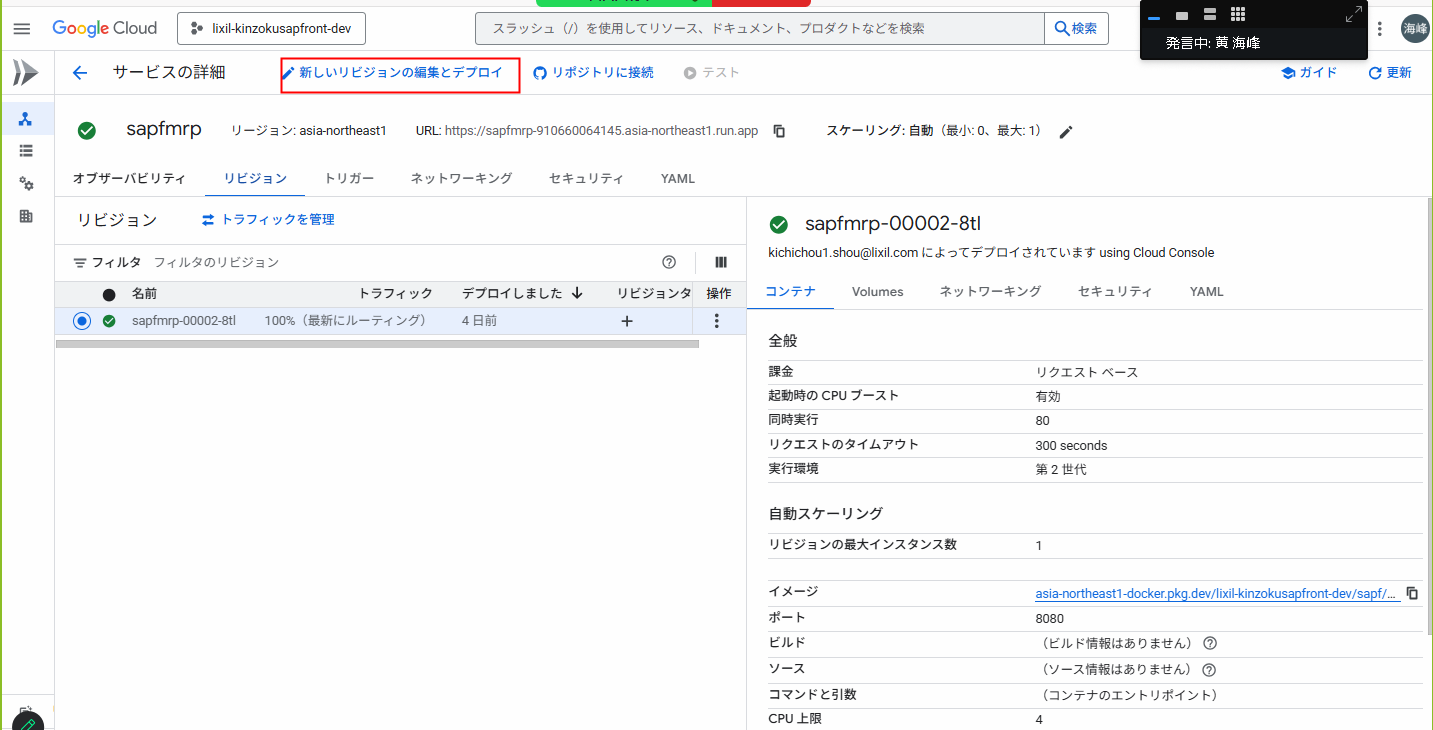 Google Cloud
lixil-kinzokusapfront-dev
スラッシュ（/）を使用してリソース、ドキュメント、プロダクトなどを検索
検索
発言中: 黄 海峰
海峰
サービスの詳細
新しいリビジョンの編集とデプロイ
リポジトリに接続
テスト
ガイド
更新
sapfmrp
リージョン: asia-northeast1
URL: https://sapfmrp-910660064145.asia-northeast1.run.app
スケーリング: 自動（最小: 0、最大: 1）
オブザーバビリティ
リビジョン
トリガー
ネットワーキング
セキュリティ
YAML
リビジョン
トラフィックを管理
フィルタ フィルタのリビジョン
名前 トラフィック デプロイしました リビジョンタ 操作
sapfmrp-00002-8tl 100%（最新にルーティング） 4 日前
sapfmrp-00002-8tl
kichichou1.shou@lixil.com によってデプロイされています using Cloud Console
コンテナ Volumes ネットワーキング セキュリティ YAML
全般
課金 リクエスト ベース
起動時の CPU ブースト 有効
同時実行 80
リクエストのタイムアウト 300 seconds
実行環境 第 2 世代
自動スケーリング
リビジョンの最大インスタンス数 1
イメージ asia-northeast1-docker.pkg.dev/lixil-kinzokusapfront-dev/sapf/...
ポート 8080
ビルド （ビルド情報はありません）
ソース （ソース情報はありません）
コマンドと引数 （コンテナのエントリポイント）
CPU 上限 4